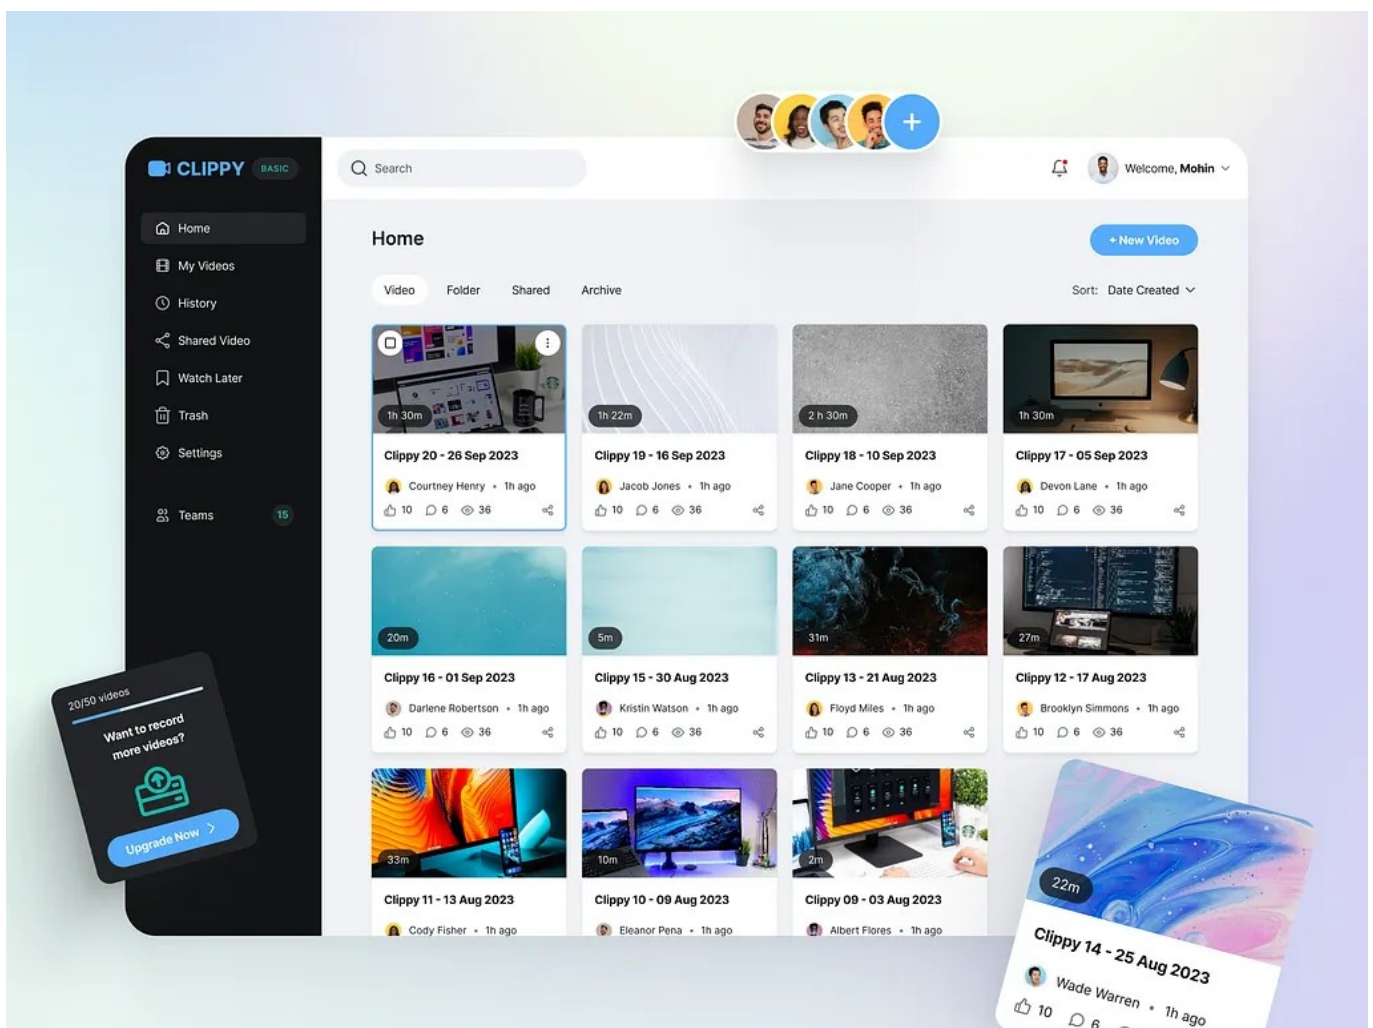 CLIPPY BASIC
Search
Welcome, Mohin
Home
My Videos
History
Shared Video
Watch Later
Trash
Settings
Teams 15
20/50 videos
Want to record
more videos?
Upgrade Now
Home
+ New Video
Video Folder Shared Archive
Sort: Date Created
1h 30m
Clippy 20 - 26 Sep 2023
Courtney Henry • 1h ago
10 6 36
1h 22m
Clippy 19 - 16 Sep 2023
Jacob Jones • 1h ago
10 6 36
2 h 30m
Clippy 18 - 10 Sep 2023
Jane Cooper • 1h ago
10 6 36
1h 30m
Clippy 17 - 05 Sep 2023
Devon Lane • 1h ago
10 6 36
20m
Clippy 16 - 01 Sep 2023
Darlene Robertson • 1h ago
10 6 36
5m
Clippy 15 - 30 Aug 2023
Kristin Watson • 1h ago
10 6 36
31m
Clippy 13 - 21 Aug 2023
Floyd Miles • 1h ago
10 6 36
27m
Clippy 12 - 17 Aug 2023
Brooklyn Simmons • 1h ago
10 6 36
33m
Clippy 11 - 13 Aug 2023
Cody Fisher • 1h ago
10m
Clippy 10 - 09 Aug 2023
Eleanor Pena • 1h ago
2m
Clippy 09 - 03 Aug 2023
Albert Flores • 1h ago
22m
Clippy 14 - 25 Aug 2023
Wade Warren • 1h ago
10 6